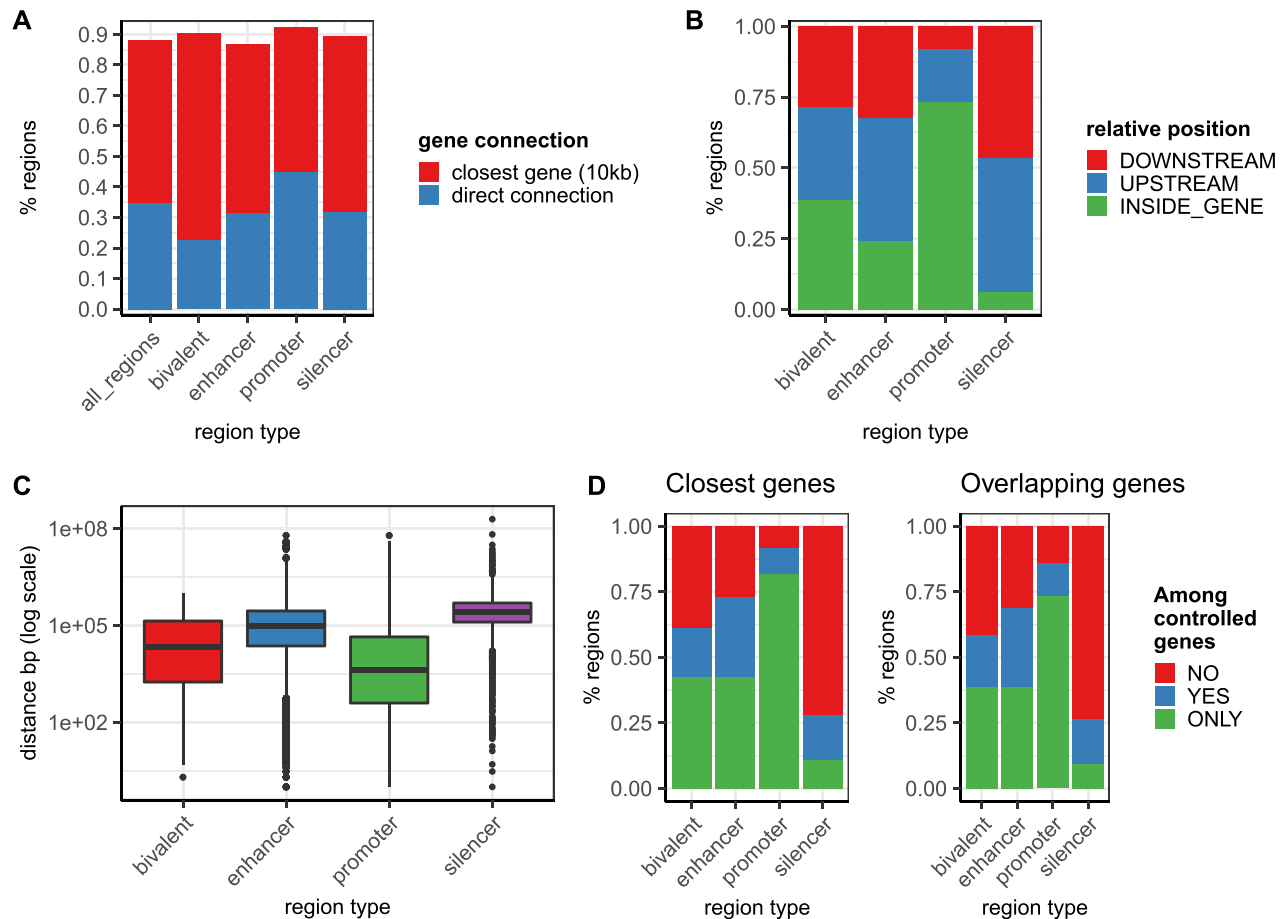 A
% regions
0.9
0.8
0.7
0.6
0.5
0.4
0.3
0.2
0.1
0.0
all_regions
bivalent
enhancer
promoter
silencer
region type
gene connection
closest gene (10kb)
direct connection
B
% regions
1.00
0.75
0.50
0.25
0.00
bivalent
enhancer
promoter
silencer
region type
relative position
DOWNSTREAM
UPSTREAM
INSIDE_GENE
C
distance bp (log scale)
1e+08
1e+05
1e+02
bivalent
enhancer
promoter
silencer
region type
D
Closest genes
% regions
1.00
0.75
0.50
0.25
0.00
bivalent
enhancer
promoter
silencer
region type
Overlapping genes
% regions
1.00
0.75
0.50
0.25
0.00
bivalent
enhancer
promoter
silencer
region type
Among
controlled
genes
NO
YES
ONLY